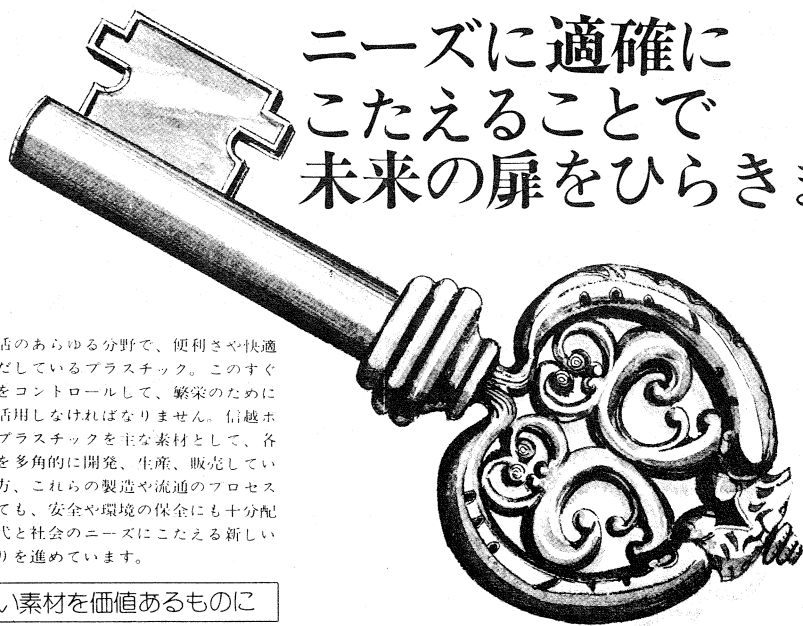 ニーズに適確に
こたえることで
未来の扉をひらきま
活のあらゆる分野で、便利さや快適
だしているプラスチック。このすぐ
をコントロールして、繁栄のために
活用しなければなりません。信越ポ
プラスチックを主な素材として、各
を多角的に開発、生産、販売してい
方、これらの製造や流通のプロセス
ても、安全や環境の保全にも十分配
代と社会のニーズにこたえる新しい
りを進めています。
い素材を価値あるものに